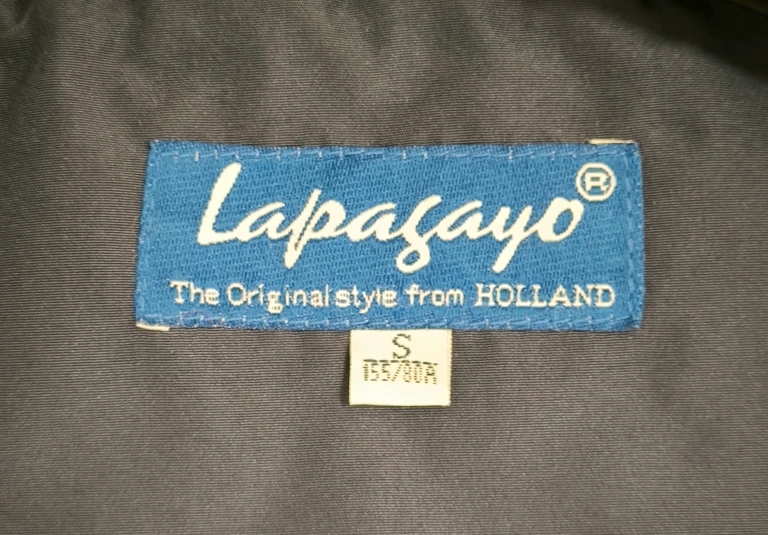 Lapagayo®
The Original style from HOLLAND
S
155/80A